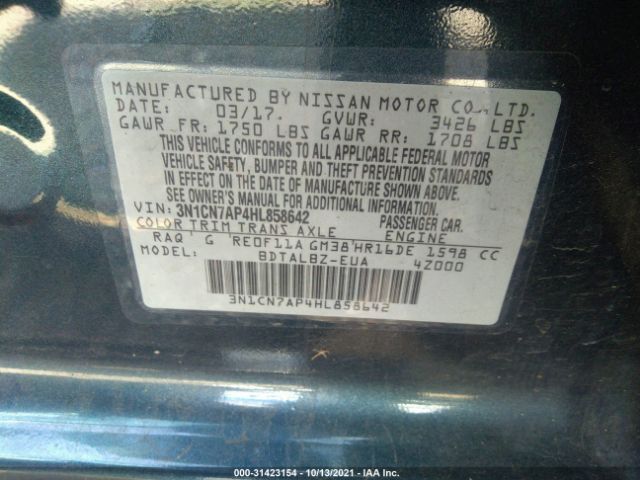 MANUFACTURED BY NISSAN MOTOR CO., LTD.
DATE: 03/17. GVWR: 3426 LBS
GAWR FR: 1750 LBS GAWR RR: 1708 LBS
THIS VEHICLE CONFORMS TO ALL APPLICABLE FEDERAL MOTOR
VEHICLE SAFETY, BUMPER AND THEFT PREVENTION STANDARDS
IN EFFECT ON THE DATE OF MANUFACTURE SHOWN ABOVE.
SEE OWNER'S MANUAL FOR ADDITIONAL INFORMATION.
VIN: 3N1CN7AP4HL858642 PASSENGER CAR.
COLOR TRIM TRANS AXLE ENGINE
RAQ G RE0F11A GM38 HR16DE 1598 CC
MODEL: BDTALBZ-EUA 4Z000
3N1CN7AP4HL858642
000-31423154 - 10/13/2021 - IAA Inc.